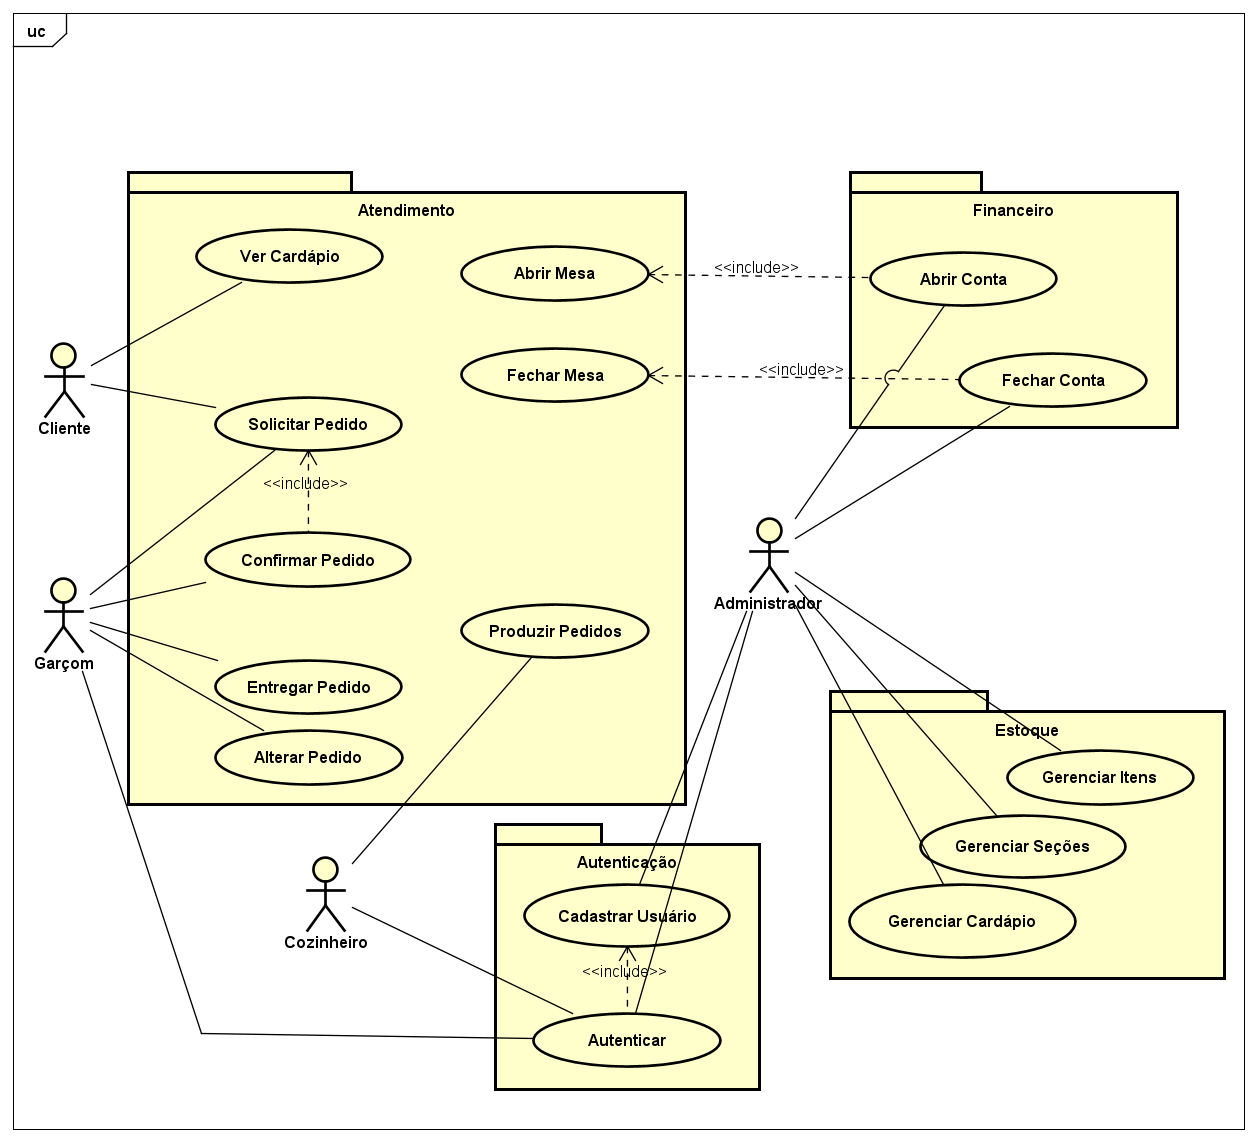 uc
Atendimento
Financeiro
Ver Cardápio
Abrir Mesa
<<include>>
Abrir Conta
Fechar Mesa
<<include>>
Fechar Conta
Cliente
Solicitar Pedido
<<include>>
Confirmar Pedido
Administrador
Produzir Pedidos
Garçom
Entregar Pedido
Alterar Pedido
Estoque
Gerenciar Itens
Gerenciar Seções
Gerenciar Cardápio
Autenticação
Cadastrar Usuário
Cozinheiro
<<include>>
Autenticar